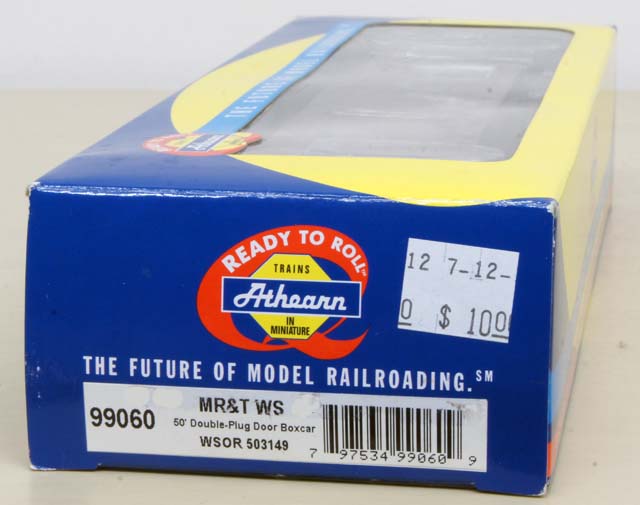 THE FUTURE OF MODEL RAILROADING
READY TO ROLL
TRAINS
Athearn
IN
MINIATURE
12 7-12-
0 $ 100
THE FUTURE OF MODEL RAILROADING.SM
99060
MR&T WS
50' Double-Plug Door Boxcar
WSOR 503149
7 97534 99060 9